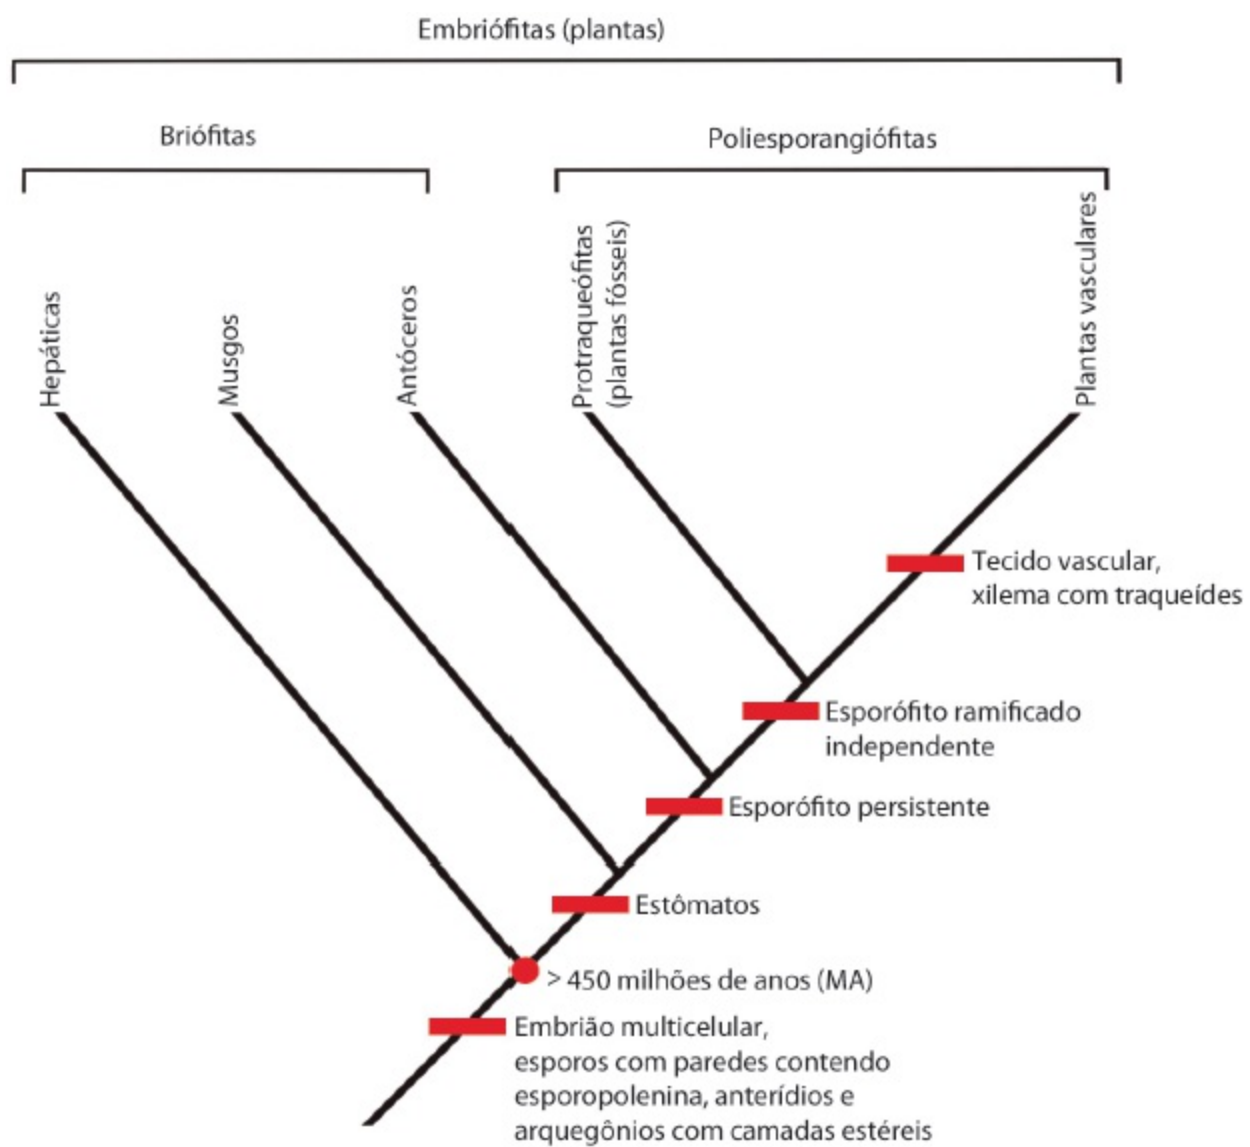 Embriófitas (plantas)
Briófitas
Poliesporangiófitas
Hepáticas
Musgos
Antóceros
Protraqueófitas
(plantas fósseis)
Plantas vasculares
Tecido vascular,
xilema com traqueídes
Esporófito ramificado
independente
Esporófito persistente
Estômatos
> 450 milhões de anos (MA)
Embrião multicelular,
esporos com paredes contendo
esporopolenina, anterídios e
arquegônios com camadas estéreis